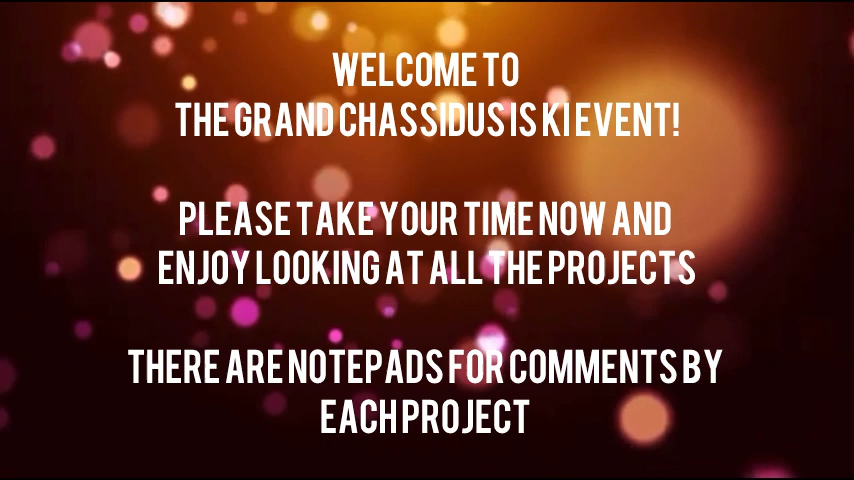 WELCOME TO
THE GRAND CHASSIDUS IS KI EVENT!
PLEASE TAKE YOUR TIME NOW AND
ENJOY LOOKING AT ALL THE PROJECTS
THERE ARE NOTEPADS FOR COMMENTS BY
EACH PROJECT